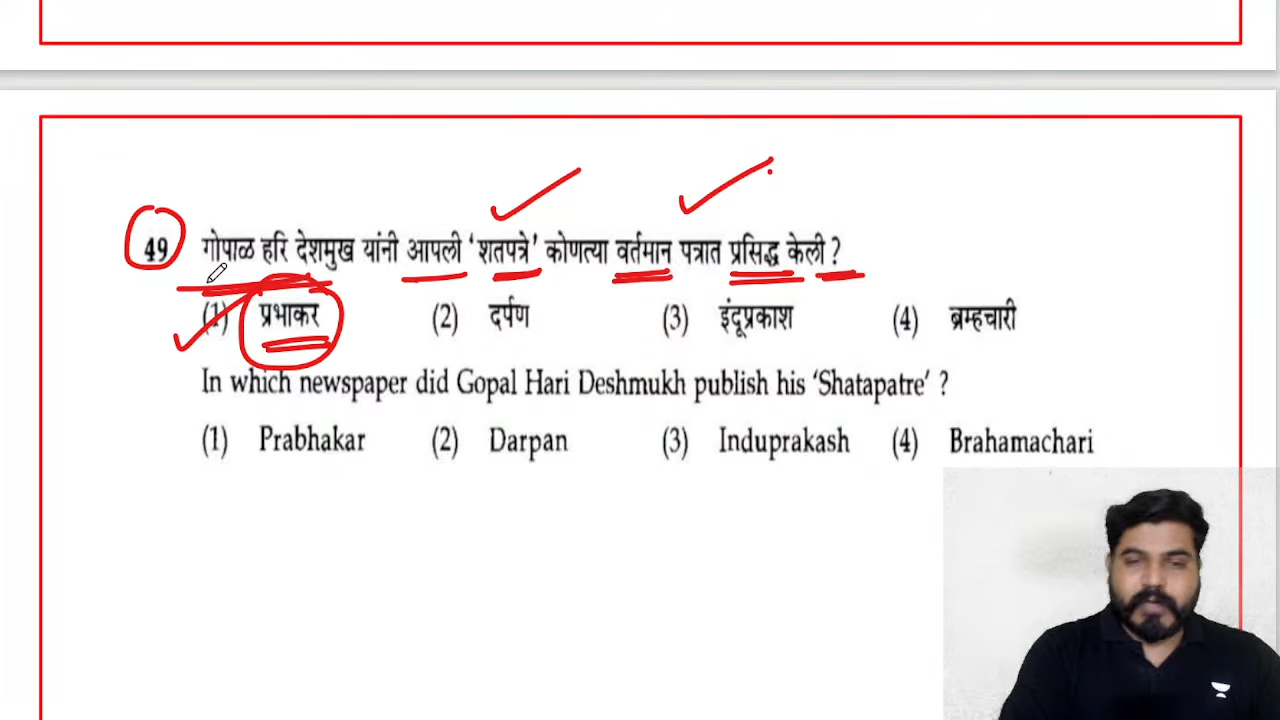 49 गोपाळ हरि देशमुख यांनी आपली ‘शतपत्रे’ कोणत्या वर्तमान पत्रात प्रसिद्ध केली ?
(1) प्रभाकर (2) दर्पण (3) इंदूप्रकाश (4) ब्रम्हचारी
In which newspaper did Gopal Hari Deshmukh publish his ‘Shatapatre’ ?
(1) Prabhakar (2) Darpan (3) Induprakash (4) Brahamachari